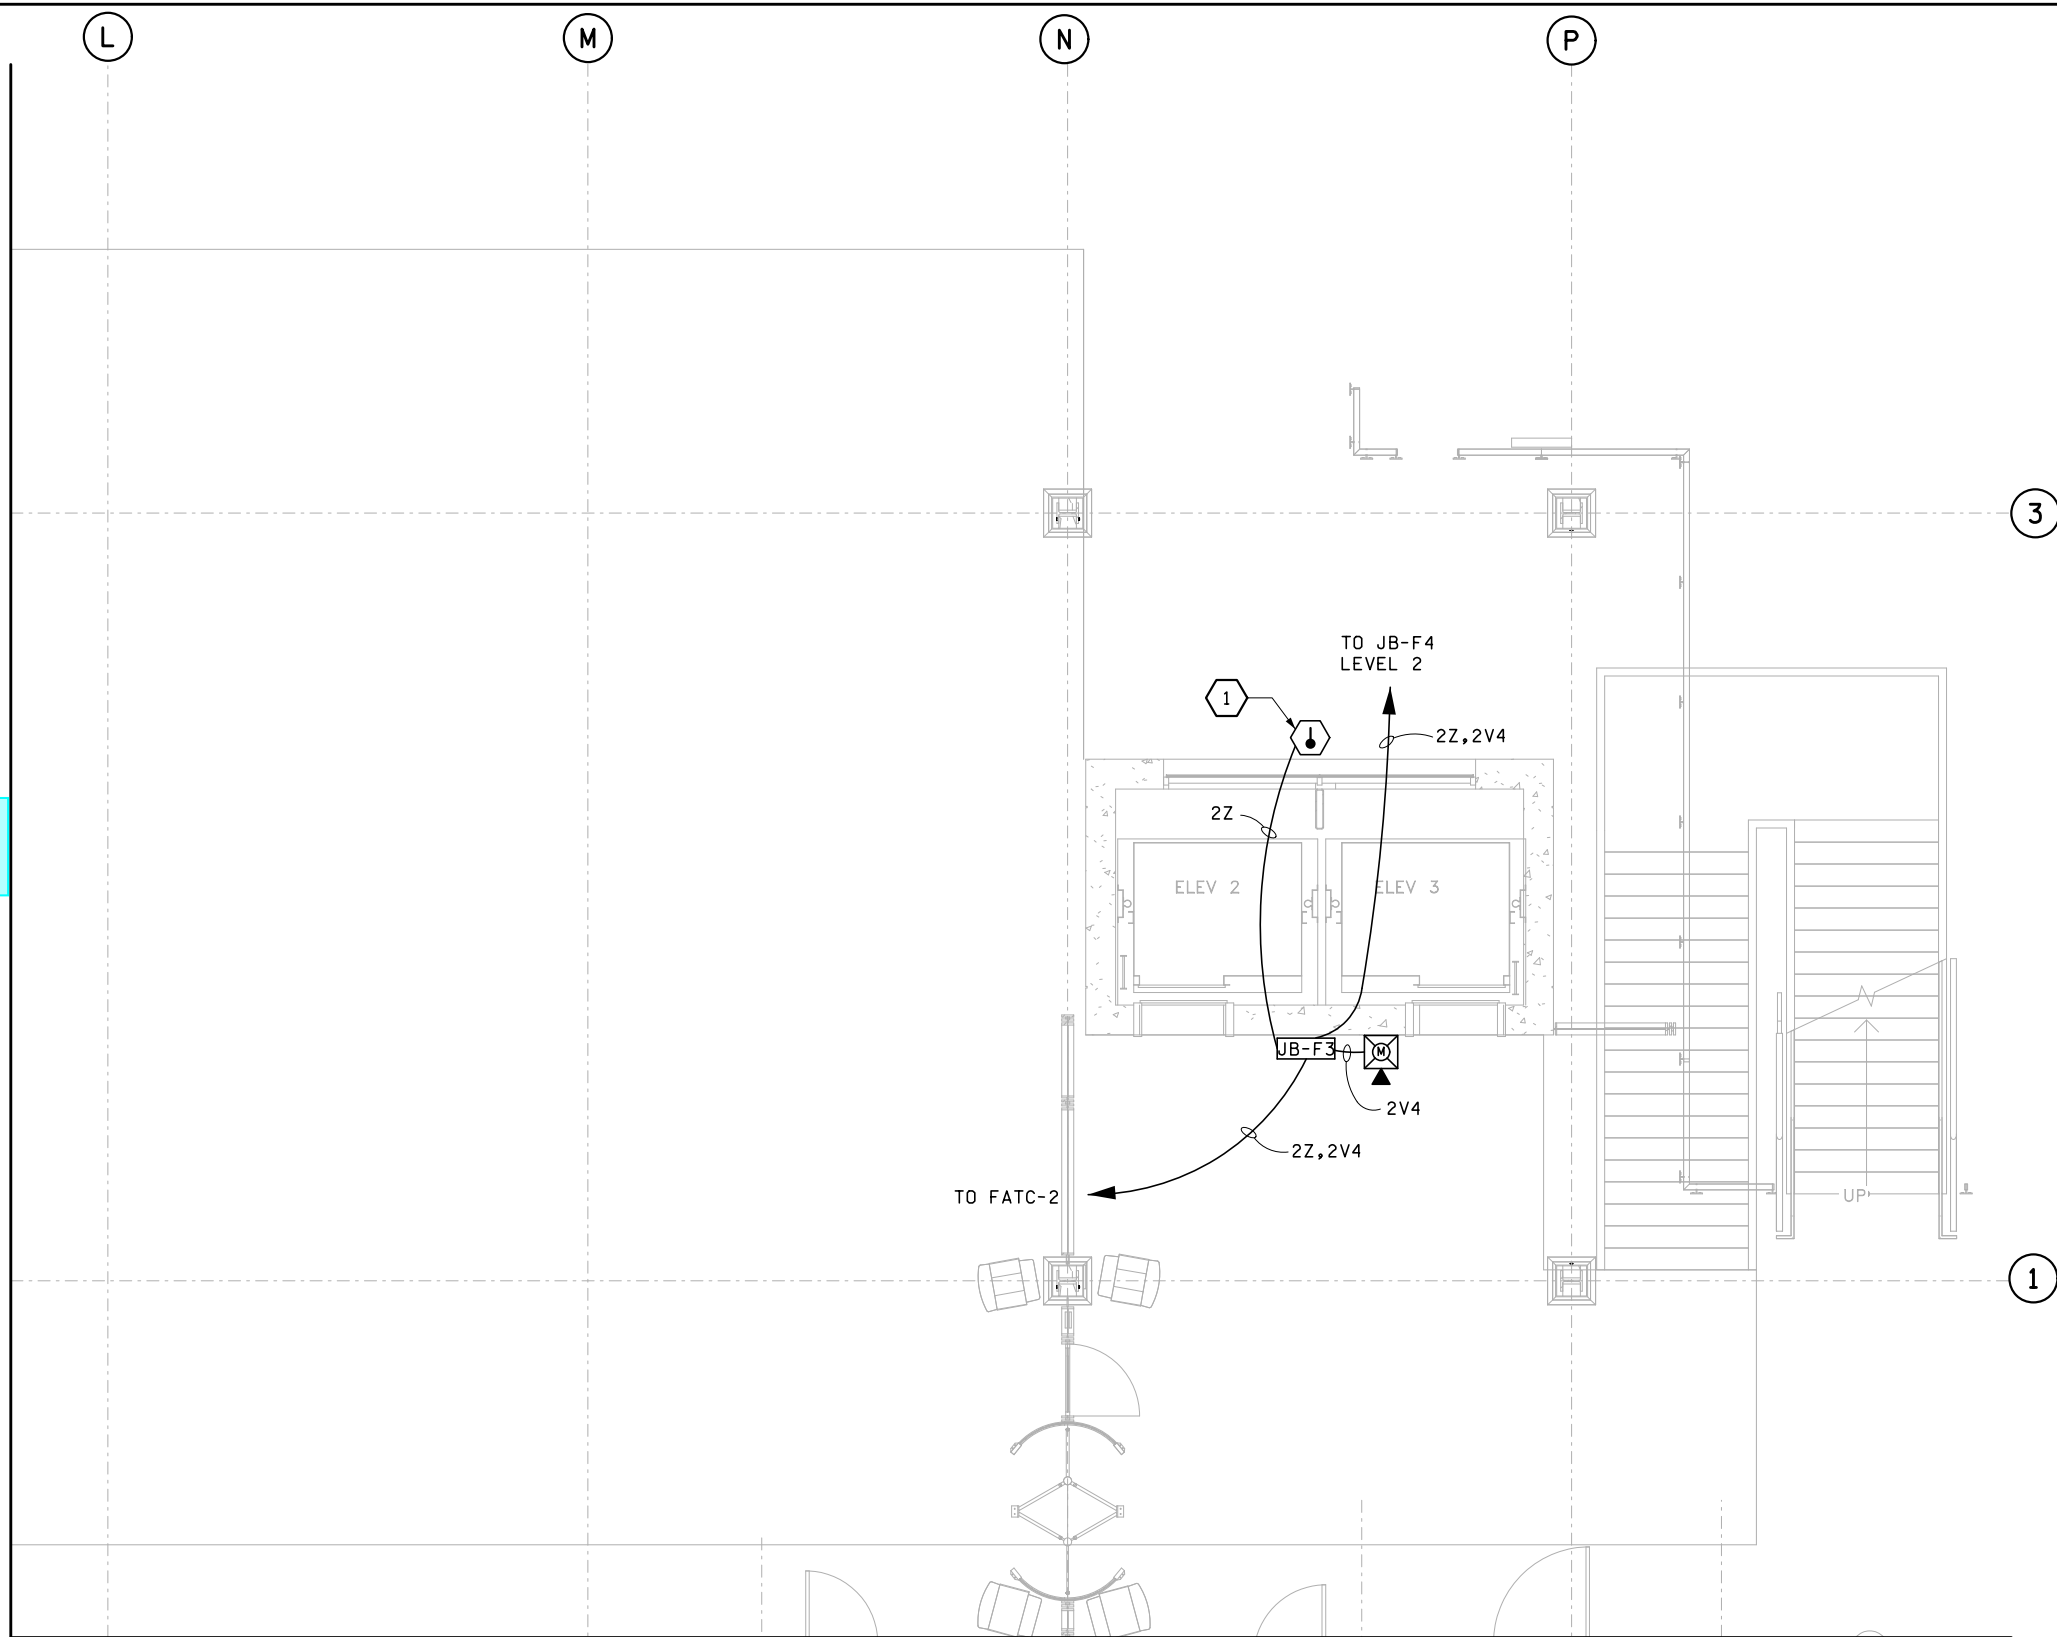 L
M
N
P
3
TO JB-F4
LEVEL 2
1
2Z,2V4
2Z
ELEV 2
ELEV 3
JB-F3
M
2V4
2Z,2V4
TO FATC-2
UP
1